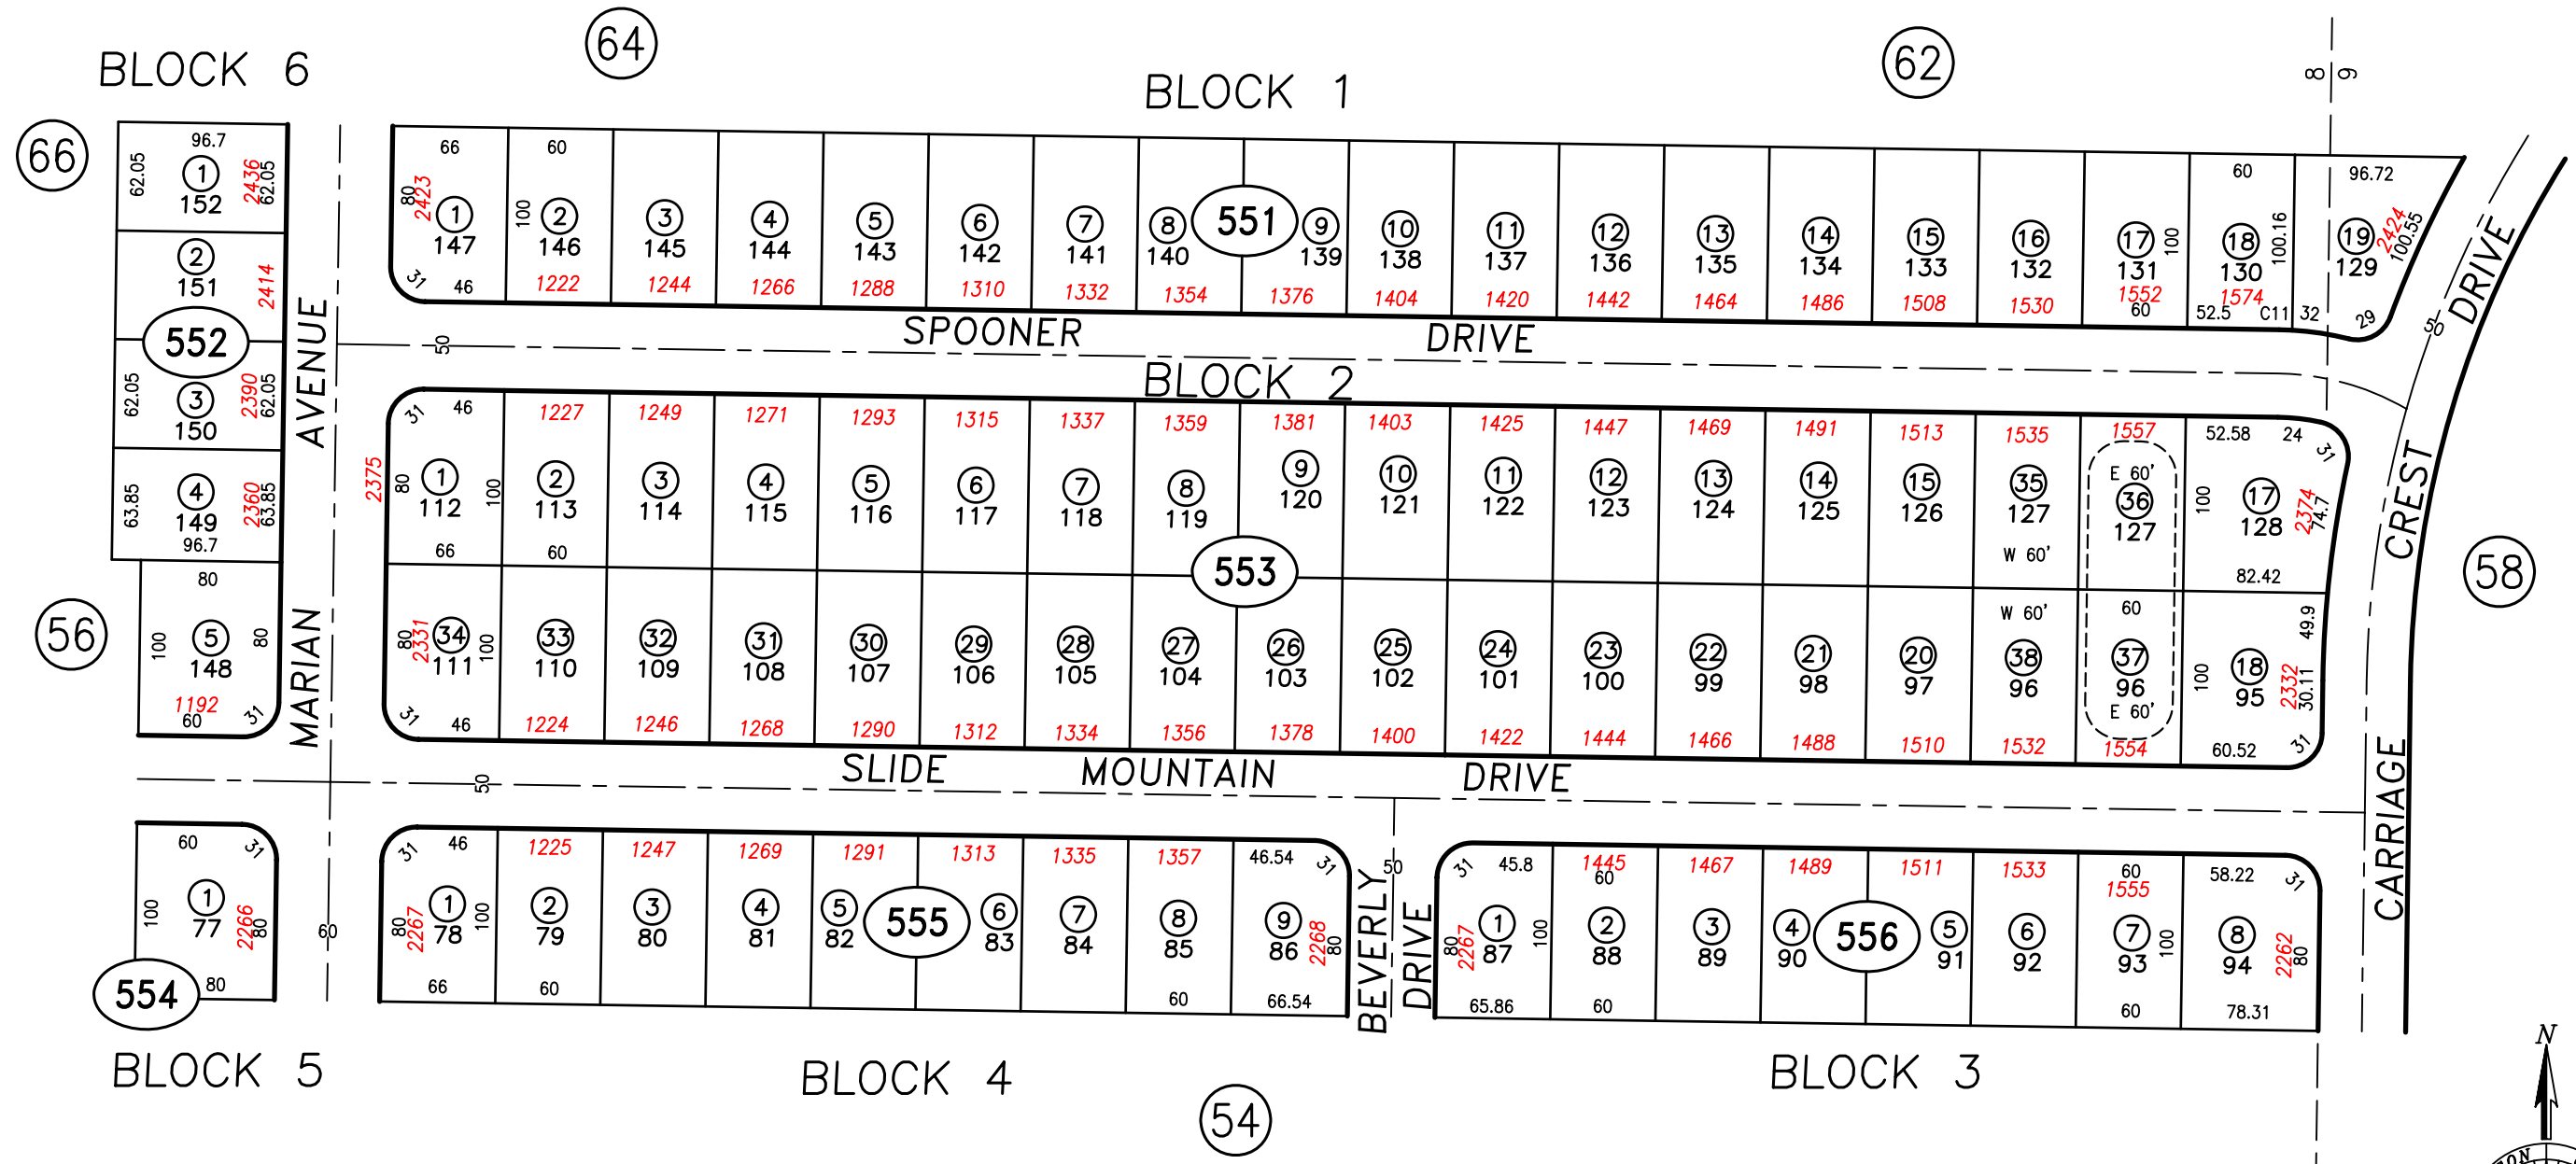 64
62
BLOCK 6
BLOCK 1
8 9
66
96.7
62.05 1 2436 62.05
152
2
151 2414
552
62.05 3 2390 62.05
150
63.85 4 2360 63.85
149
96.7
80
56
100 5 80
148
1192
60 31
MARIAN AVENUE
66 60 60 96.72
80 2423 100 551 100 100.16 2424 100.55
1 2 3 4 5 6 7 8 9 10 11 12 13 14 15 16 17 18 19
147 146 145 144 143 142 141 140 139 138 137 136 135 134 133 132 131 130 129
31 46 1222 1244 1266 1288 1310 1332 1354 1376 1404 1420 1442 1464 1486 1508 1530 1552 1574
60 52.5 C11 32 29
SPOONER DRIVE
50
50
BLOCK 2
31 46 1227 1249 1271 1293 1315 1337 1359 1381 1403 1425 1447 1469 1491 1513 1535 1557 52.58 24 31
E 60'
2375 80 100 100 2374 74.7
1 2 3 4 5 6 7 8 9 10 11 12 13 14 15 35 36 17
112 113 114 115 116 117 118 119 120 121 122 123 124 125 126 127 127 128
66 60 W 60' 82.42
553
W 60' 60 49.9
80 2331 100 100 2332 30.11
34 33 32 31 30 29 28 27 26 25 24 23 22 21 20 38 37 18
111 110 109 108 107 106 105 104 103 102 101 100 99 98 97 96 96 95
E 60'
31 46 1224 1246 1268 1290 1312 1334 1356 1378 1400 1422 1444 1466 1488 1510 1532 1554 60.52 31
58
CARRIAGE CREST DRIVE
SLIDE MOUNTAIN DRIVE
50
60 31
100 1 2266 80
77
554 80
60
31 46 1225 1247 1269 1291 1313 1335 1357 46.54 31
80 2267 100 555 2268 80
1 2 3 4 5 6 7 8 9
78 79 80 81 82 83 84 85 86
66 60 60 66.54
50
BEVERLY
DRIVE
31 45.8 1445 1467 1489 1511 1533 60 58.22 31
60 1555
80 2267 100 556 100 2262 80
1 2 3 4 5 6 7 8
87 88 89 90 91 92 93 94
65.86 60 60 78.31
BLOCK 5
BLOCK 4
BLOCK 3
54
N